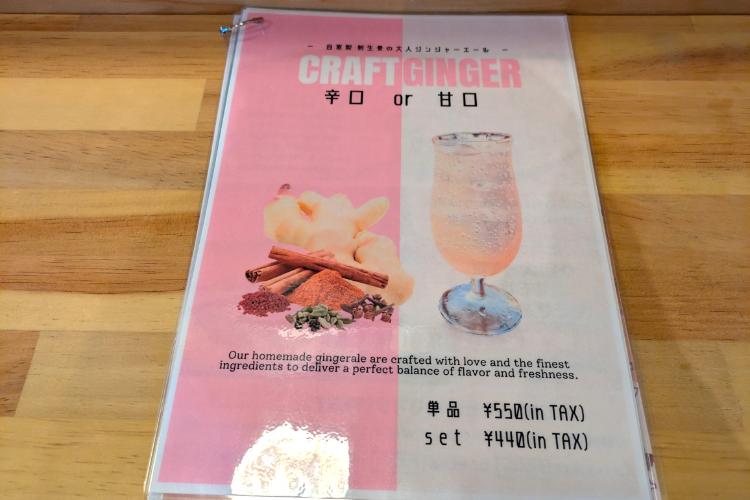 − 自家製 新生姜の大人ジンジャーエール −
CRAFTGINGER
辛口 or 甘口
Our homemade gingerale are crafted with love and the finest
ingredients to deliver a perfect balance of flavor and freshness.
単品 ¥550(in TAX)
set ¥440(in TAX)